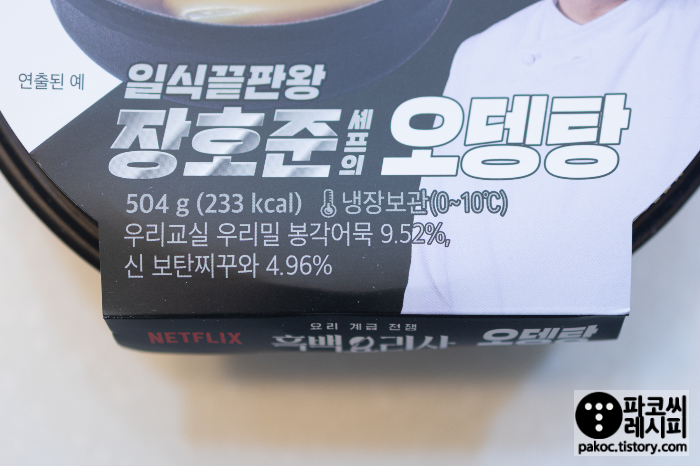 연출된 예
일식끝판왕
장호준 셰프의 오뎅탕
504 g (233 kcal) 냉장보관(0~10℃)
우리교실 우리밀 봉각어묵 9.52%,
신 보탄찌꾸와 4.96%
요리 계급 전쟁
NETFLIX 흑백요리사 오뎅탕
파코씨
레시피
pakoc.tistory.com